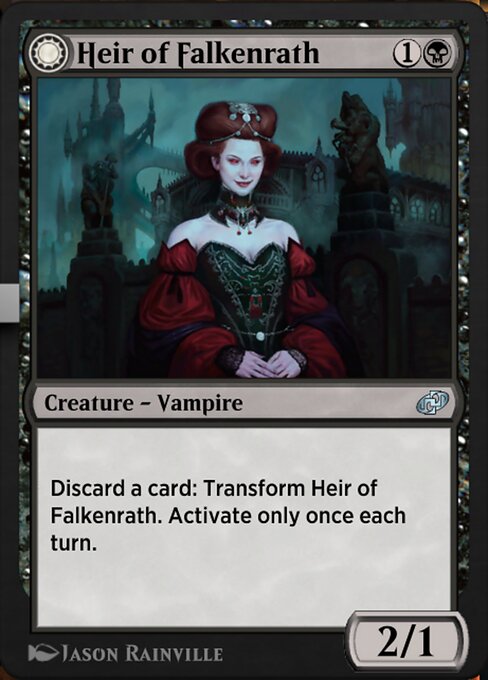 Heir of Falkenrath 1
Creature – Vampire
Discard a card: Transform Heir of
Falkenrath. Activate only once each
turn.
2/1
Jason Rainville